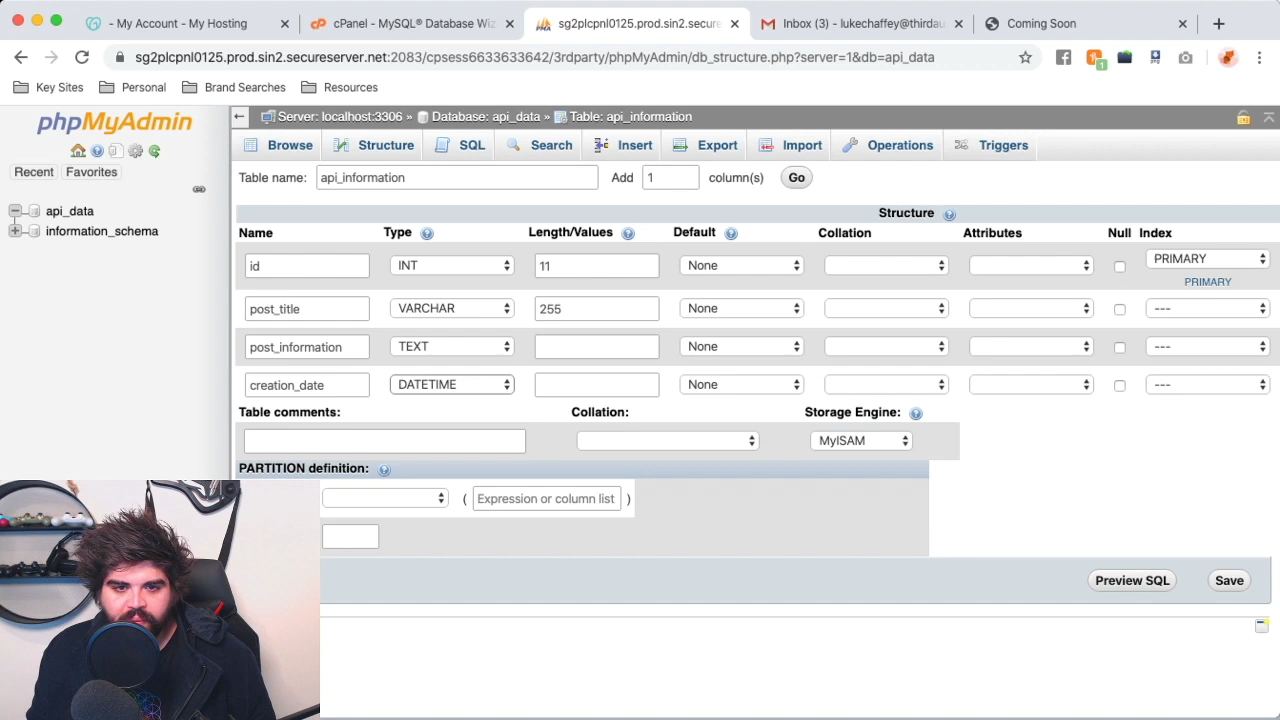 - My Account - My Hosting
cPanel - MySQL® Database Wiz
sg2plcpnl0125.prod.sin2.secure
Inbox (3) - lukechaffey@thirdau
Coming Soon
sg2plcpnl0125.prod.sin2.secureserver.net:2083/cpsess6633633642/3rdparty/phpMyAdmin/db_structure.php?server=1&db=api_data
1
Key Sites
Personal
Brand Searches
Resources
phpMyAdmin
Recent
Favorites
api_data
information_schema
Server: localhost:3306 » Database: api_data » Table: api_information
Browse
Structure
SQL
Search
Insert
Export
Import
Operations
Triggers
Table name:
api_information
Add
1
column(s)
Go
Structure
Name
Type
Length/Values
Default
Collation
Attributes
Null
Index
id
INT
11
None
PRIMARY
PRIMARY
post_title
VARCHAR
255
None
---
post_information
TEXT
None
---
creation_date
DATETIME
None
---
Table comments:
Collation:
Storage Engine:
MyISAM
PARTITION definition:
(
Expression or column list
)
Preview SQL
Save